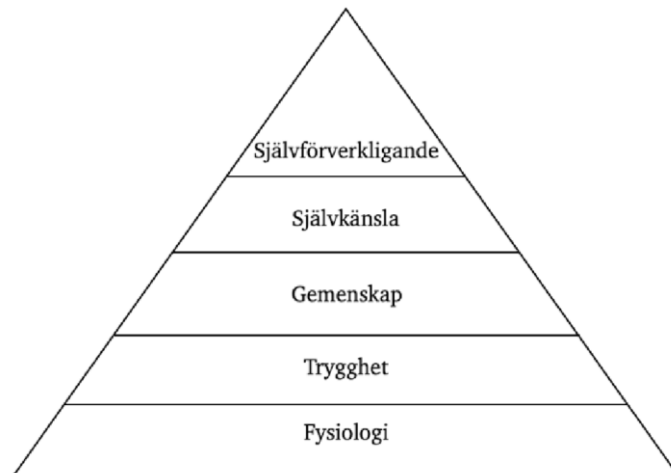 Självförverkligande
Självkänsla
Gemenskap
Trygghet
Fysiologi